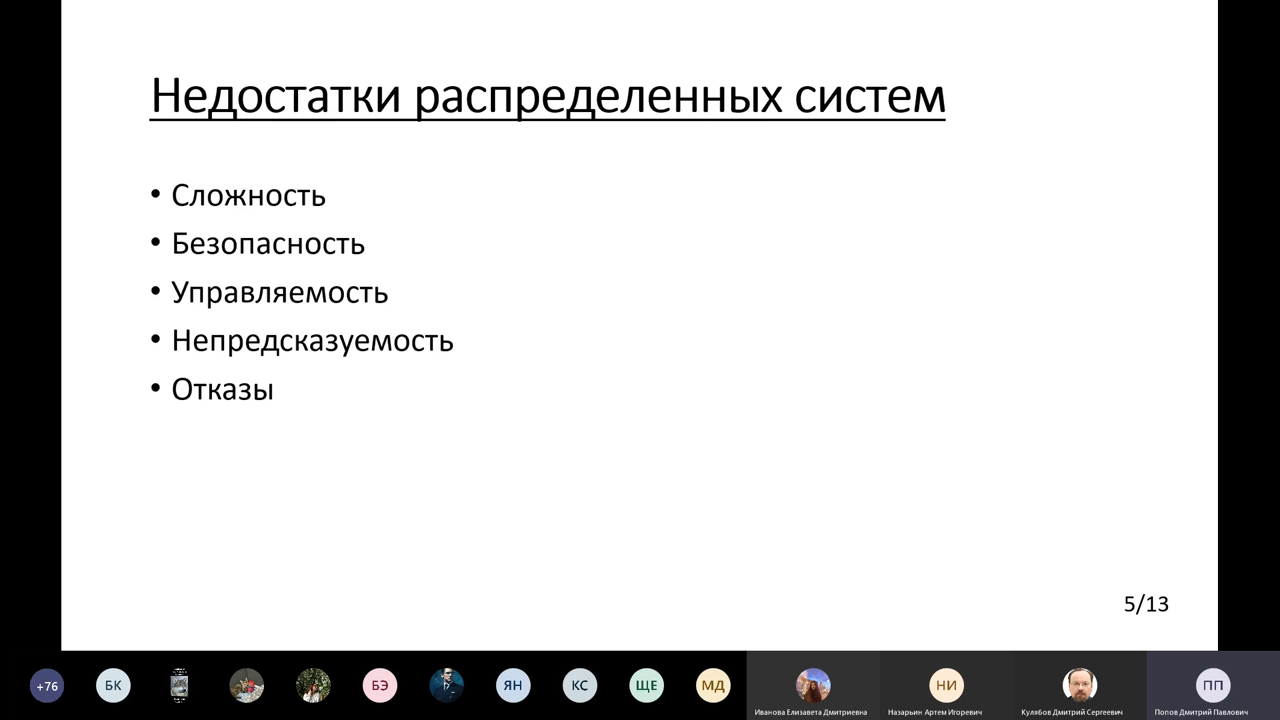 Недостатки распределенных систем
• Сложность
• Безопасность
• Управляемость
• Непредсказуемость
• Отказы
5/13
+76
БК
БЭ
ЯН
КС
ЩЕ
МД
НИ
ПП
Иванова Елизавета Дмитриевна
Назарьин Артем Игоревич
Кулябов Дмитрий Сергеевич
Попов Дмитрий Павлович